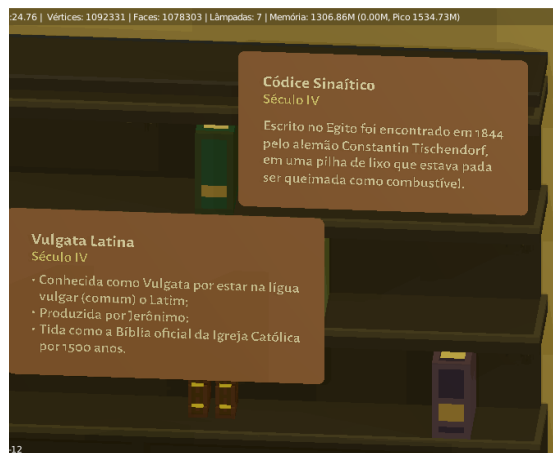 :24.76 | Vértices: 1092331 | Faces: 1078303 | Lâmpadas: 7 | Memória: 1306.86M (0.00M, Pico 1534.73M)
Códice Sinaítico
Século IV
Escrito no Egito foi encontrado em 1844
pelo alemão Constantin Tischendorf,
em uma pilha de lixo que estava pada
ser queimada como combustível.
Vulgata Latina
Século IV
• Conhecida como Vulgata por estar na lígua
vulgar (comum) o Latim;
• Produzida por Jerônimo;
• Tida como a Bíblia oficial da Igreja Católica
por 1500 anos.
-12